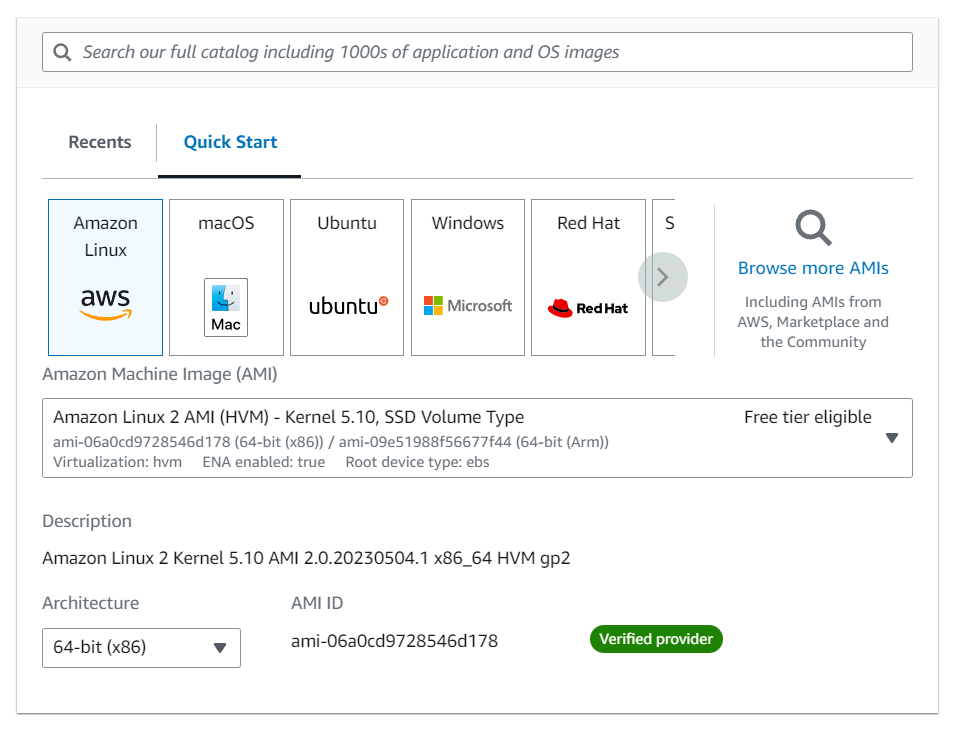 Search our full catalog including 1000s of application and OS images
Recents
Quick Start
Amazon
Linux
aws
macOS
Mac
Ubuntu
ubuntu
Windows
Microsoft
Red Hat
Red Hat
S
Browse more AMIs
Including AMIs from
AWS, Marketplace and
the Community
Amazon Machine Image (AMI)
Amazon Linux 2 AMI (HVM) - Kernel 5.10, SSD Volume Type
Free tier eligible
ami-06a0cd9728546d178 (64-bit (x86)) / ami-09e51988f56677f44 (64-bit (Arm))
Virtualization: hvm ENA enabled: true Root device type: ebs
Description
Amazon Linux 2 Kernel 5.10 AMI 2.0.20230504.1 x86_64 HVM gp2
Architecture
AMI ID
64-bit (x86)
ami-06a0cd9728546d178
Verified provider